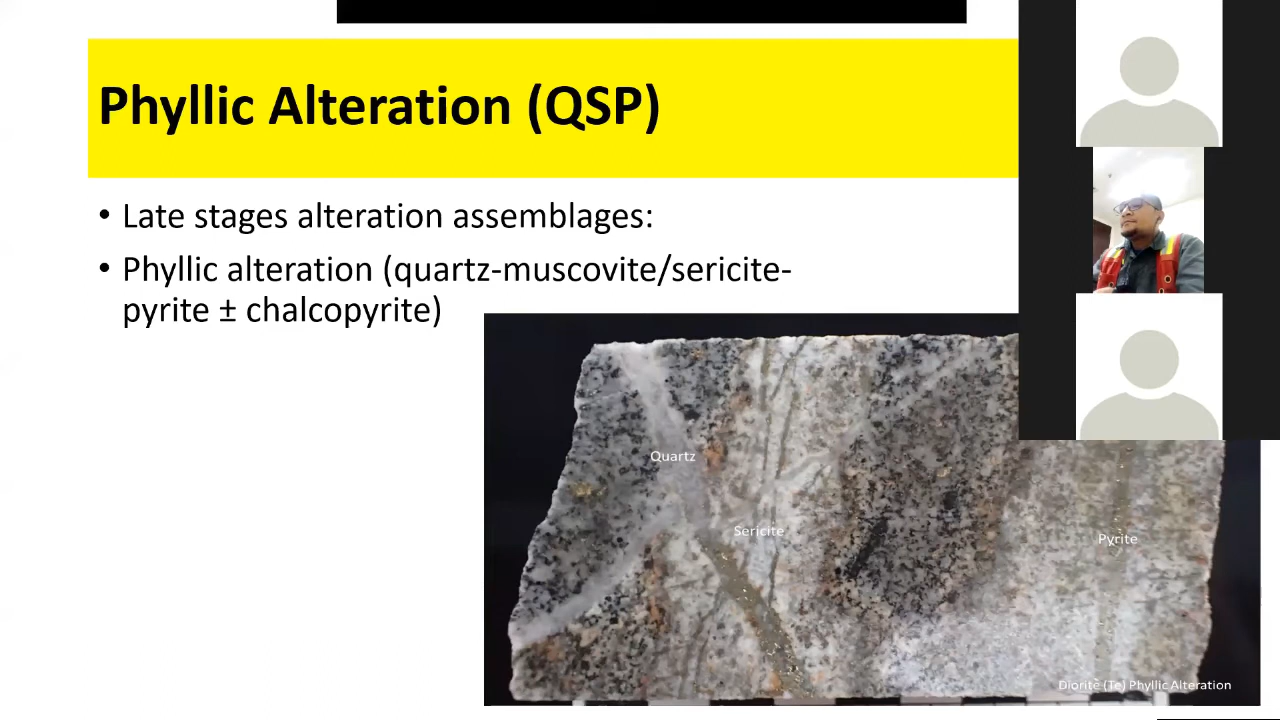 Phyllic Alteration (QSP)
• Late stages alteration assemblages:
• Phyllic alteration (quartz-muscovite/sericite-
pyrite ± chalcopyrite)
Quartz
Sericite
Pyrite
Diorite (Te) Phyllic Alteration